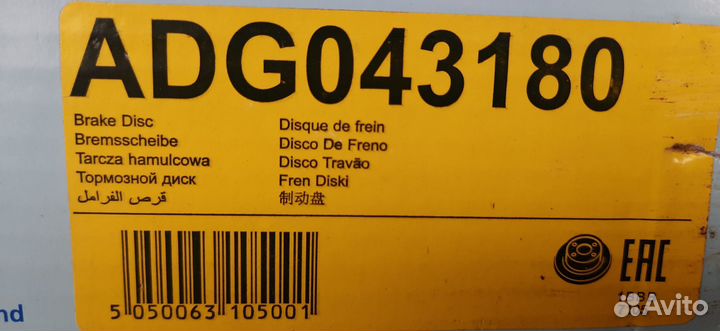 ADG043180
Brake Disc
Bremsscheibe
Tarcza hamulcowa
Тормозной диск
قرص الفرامل
Disque de frein
Disco De Freno
Disco Travão
Fren Diski
制动盘
5 050063 105001
EAC
nd
Avito